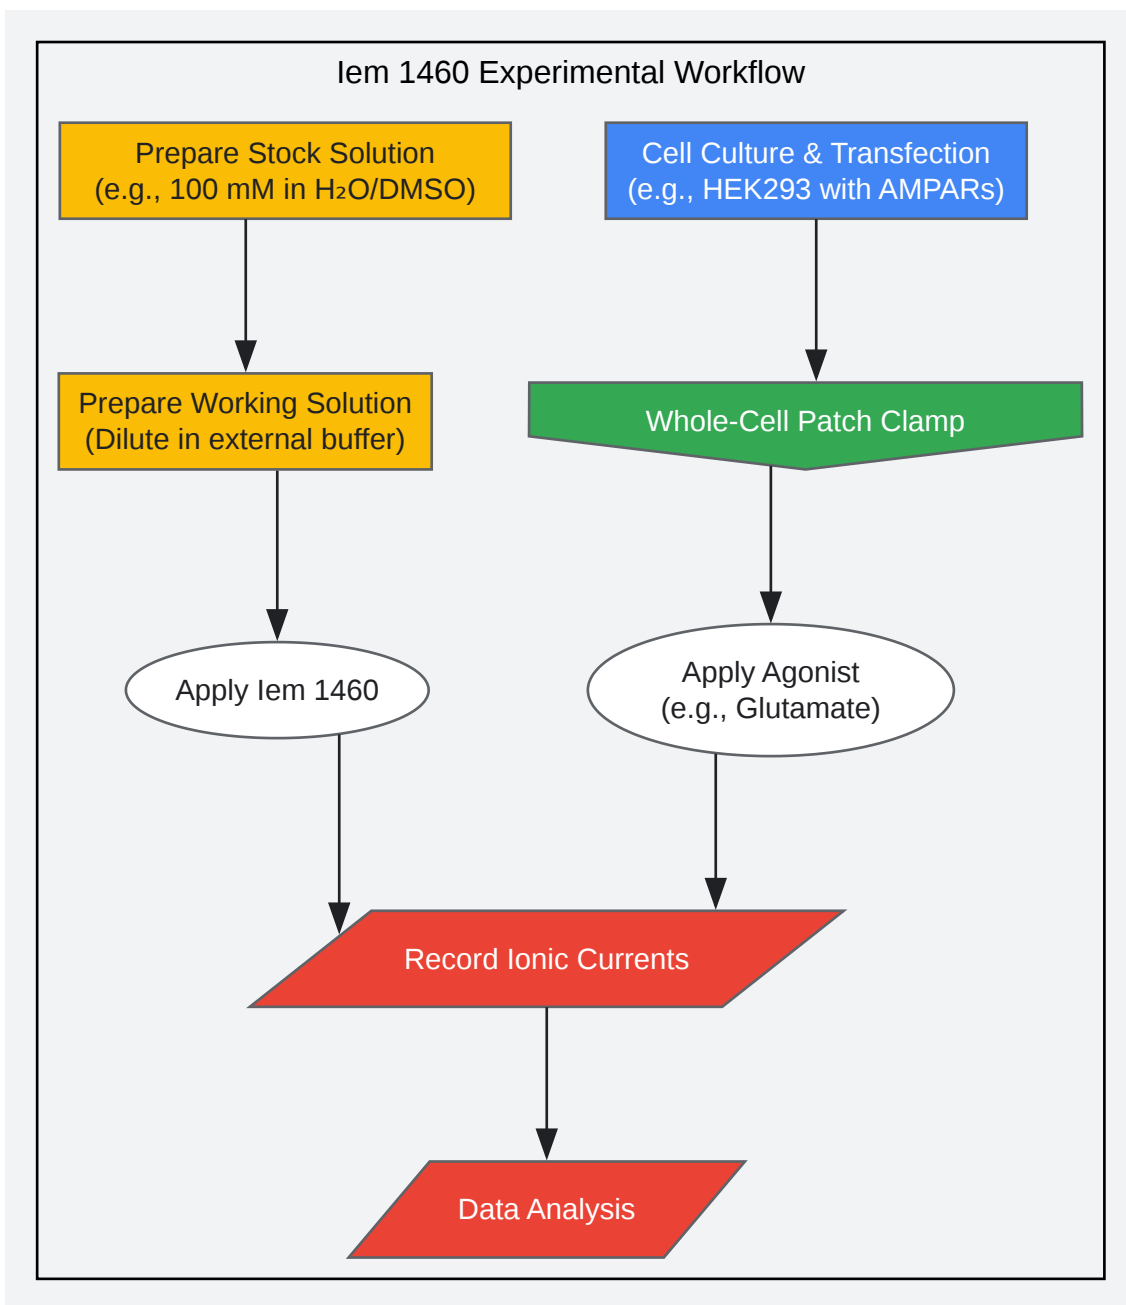 Iem 1460 Experimental Workflow
Prepare Stock Solution
(e.g., 100 mM in H₂O/DMSO)
Cell Culture & Transfection
(e.g., HEK293 with AMPARs)
Prepare Working Solution
(Dilute in external buffer)
Whole-Cell Patch Clamp
Apply Iem 1460
Apply Agonist
(e.g., Glutamate)
Record Ionic Currents
Data Analysis